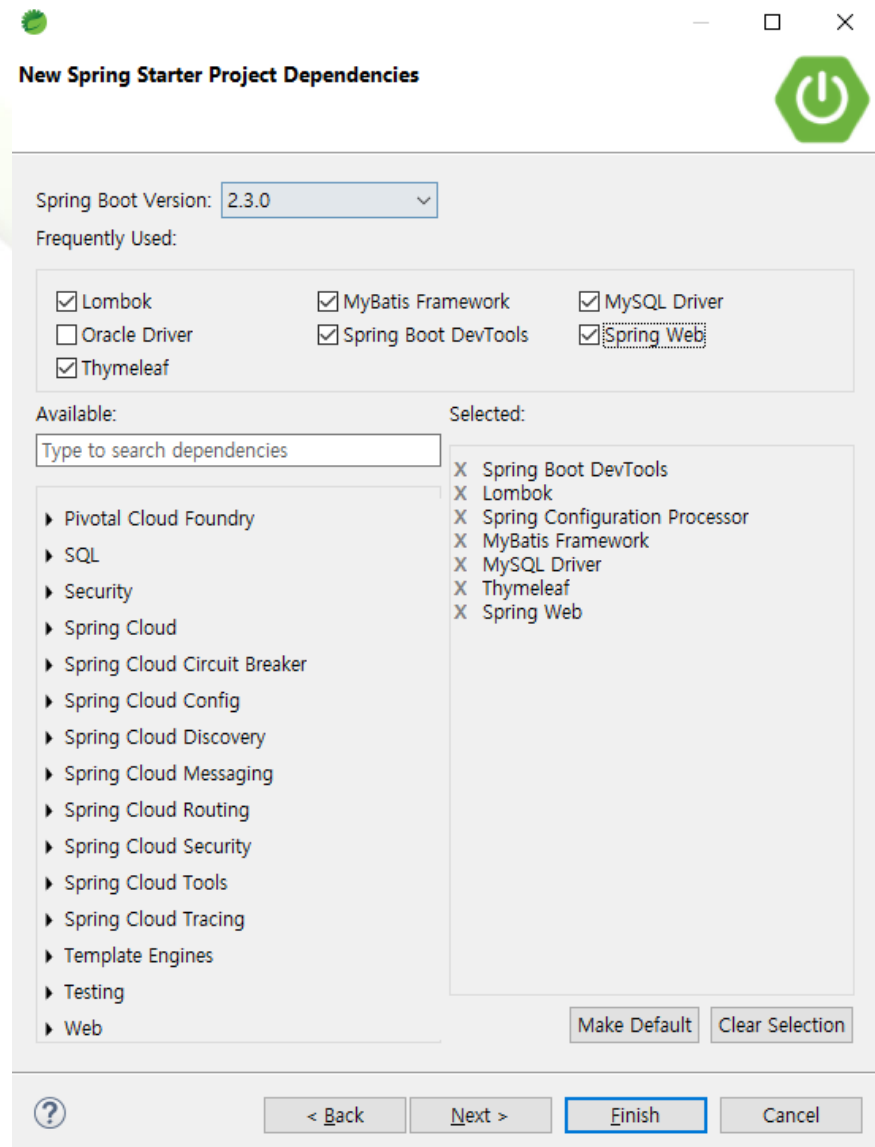 New Spring Starter Project Dependencies
Spring Boot Version: 2.3.0
Frequently Used:
Lombok MyBatis Framework MySQL Driver
Oracle Driver Spring Boot DevTools Spring Web
Thymeleaf
Available:
Type to search dependencies
Pivotal Cloud Foundry
SQL
Security
Spring Cloud
Spring Cloud Circuit Breaker
Spring Cloud Config
Spring Cloud Discovery
Spring Cloud Messaging
Spring Cloud Routing
Spring Cloud Security
Spring Cloud Tools
Spring Cloud Tracing
Template Engines
Testing
Web
Selected:
X Spring Boot DevTools
X Lombok
X Spring Configuration Processor
X MyBatis Framework
X MySQL Driver
X Thymeleaf
X Spring Web
Make Default Clear Selection
? < Back Next > Finish Cancel